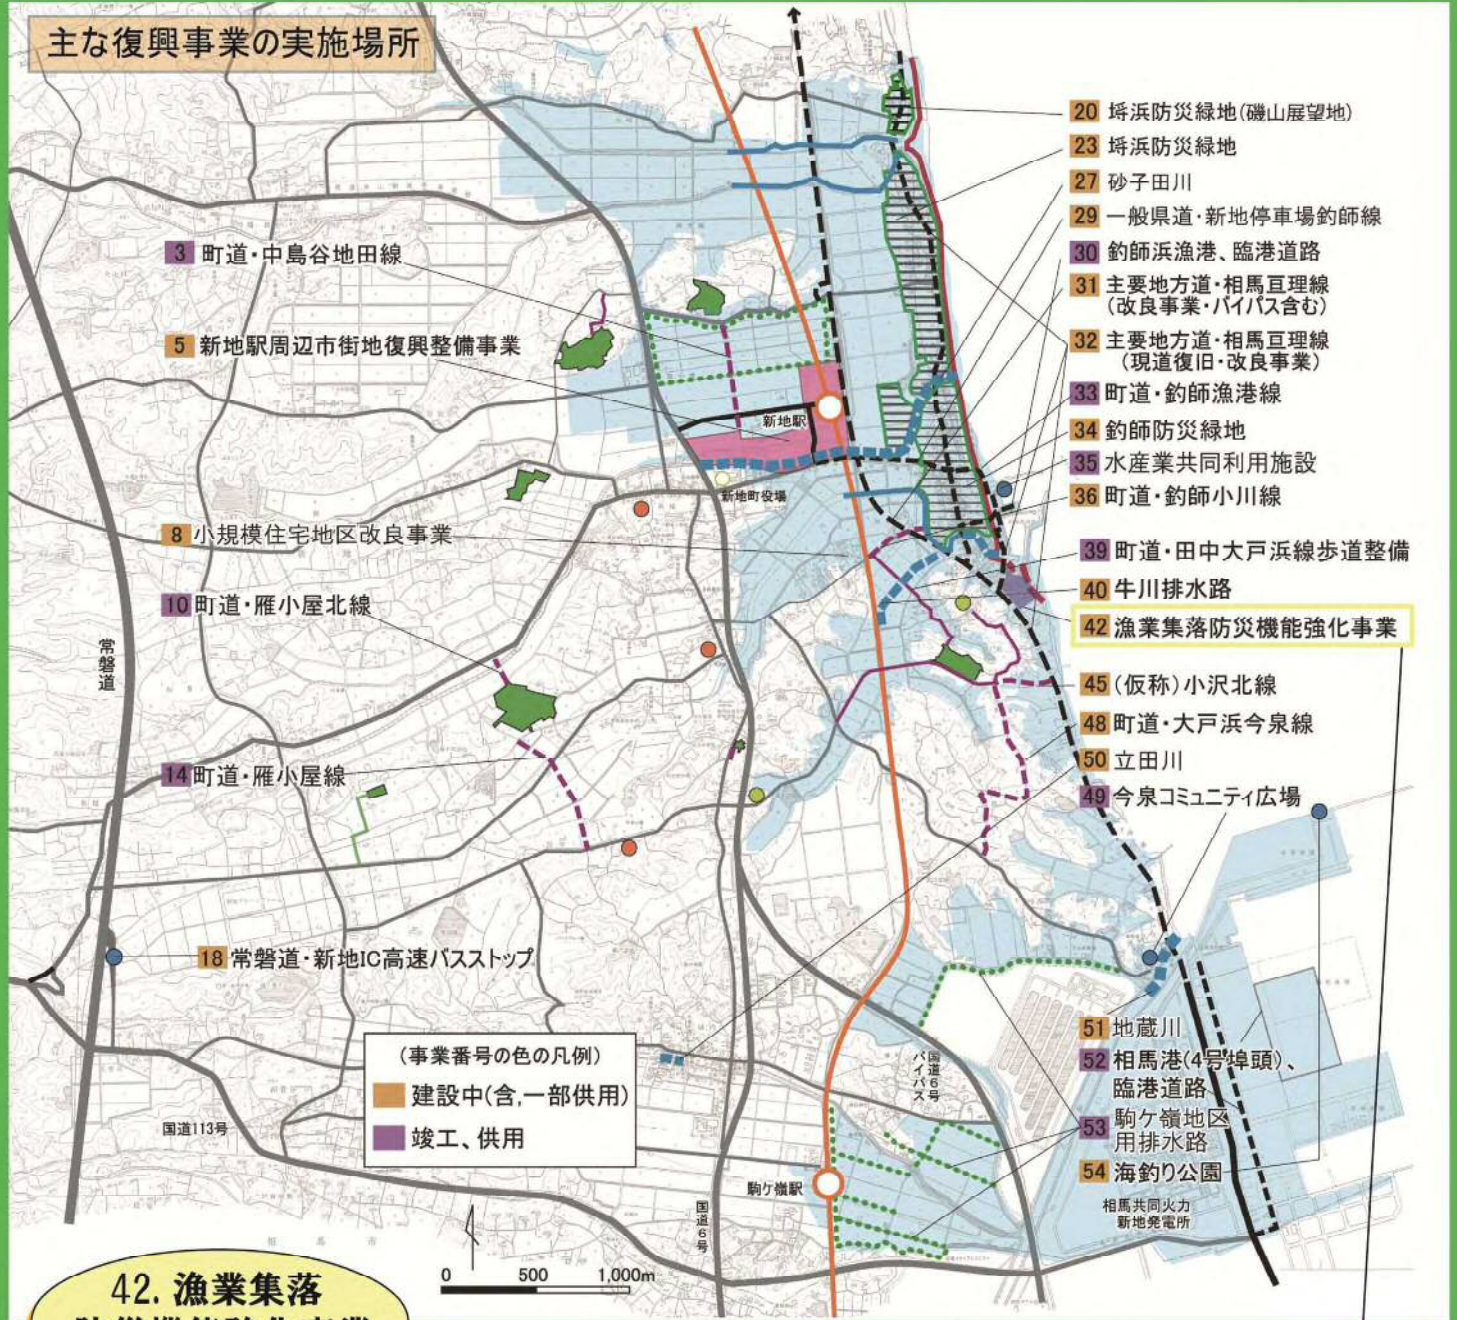 主な復興事業の実施場所
20 埓浜防災緑地(磯山展望地)
23 埓浜防災緑地
27 砂子田川
29 一般県道・新地停車場釣師線
30 釣師浜漁港、臨港道路
31 主要地方道・相馬亘理線
(改良事業・バイパス含む)
32 主要地方道・相馬亘理線
(現道復旧・改良事業)
33 町道・釣師漁港線
34 釣師防災緑地
35 水産業共同利用施設
36 町道・釣師小川線
39 町道・田中大戸浜線歩道整備
40 牛川排水路
42 漁業集落防災機能強化事業
45 (仮称)小沢北線
48 町道・大戸浜今泉線
50 立田川
49 今泉コミュニティ広場
51 地蔵川
52 相馬港(4号埠頭)、
臨港道路
53 駒ケ嶺地区
用排水路
54 海釣り公園
相馬共同火力
新地発電所
3 町道・中島谷地田線
5 新地駅周辺市街地復興整備事業
新地駅
新地町役場
8 小規模住宅地区改良事業
10 町道・雁小屋北線
常磐道
14 町道・雁小屋線
18 常磐道・新地IC高速バスストップ
(事業番号の色の凡例)
建設中(含,一部供用)
竣工、供用
国道113号
国道6号
バイパス
駒ケ嶺駅
国道6号
相馬市
0 500 1,000m
42. 漁業集落